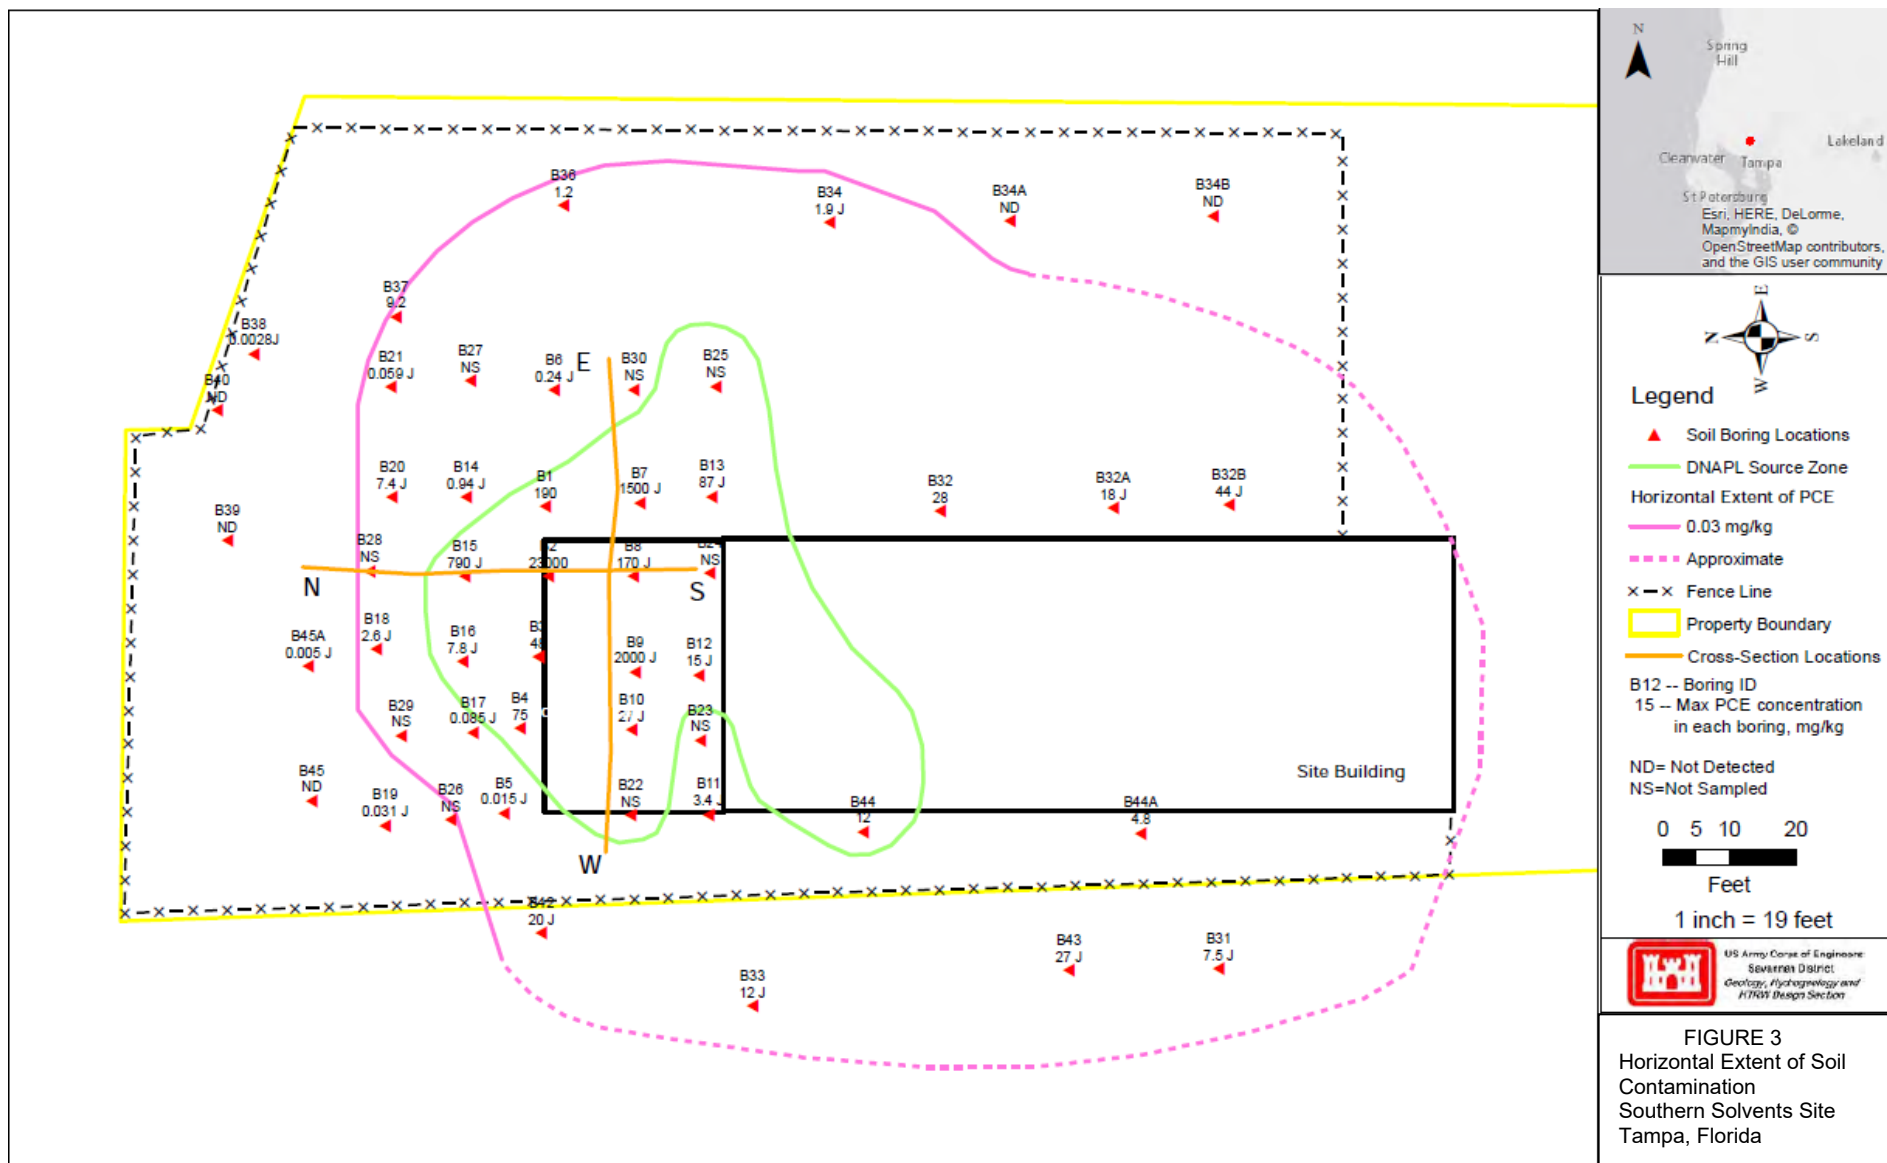 B36
1.2
B34
1.9 J
B34A
ND
B34B
ND
B37
9.2
B38
0.0028J
B40
ND
B21
0.059 J
B27
NS
B6
0.24 J
E
B30
NS
B25
NS
B20
7.4 J
B14
0.94 J
B1
190
B7
1500 J
B13
87 J
B32
28
B32A
18 J
B32B
44 J
B39
ND
B28
NS
B15
790 J
23000
B8
170 J
NS
N
S
B45A
0.005 J
B18
2.6 J
B16
7.8 J
B9
2000 J
B12
15 J
B29
NS
B17
0.085 J
B4
75
B10
27 J
B23
NS
B45
ND
B19
0.031 J
B26
NS
B5
0.015 J
B22
NS
B11
3.4 J
B44
12
B44A
4.8
Site Building
W
B42
20 J
B33
12 J
B43
27 J
B31
7.5 J
N
Spring
Hill
Lakeland
Clearwater
Tampa
St Petersburg
Esri, HERE, DeLorme,
MapmyIndia, ©
OpenStreetMap contributors,
and the GIS user community
E
N
S
W
Legend
Soil Boring Locations
DNAPL Source Zone
Horizontal Extent of PCE
0.03 mg/kg
Approximate
Fence Line
Property Boundary
Cross-Section Locations
B12 -- Boring ID
15 -- Max PCE concentration
in each boring, mg/kg
ND= Not Detected
NS=Not Sampled
0 5 10 20
Feet
1 inch = 19 feet
US Army Corps of Engineers
Savannah District
Geology, Hydrogeology and
HTRW Design Section
FIGURE 3
Horizontal Extent of Soil
Contamination
Southern Solvents Site
Tampa, Florida